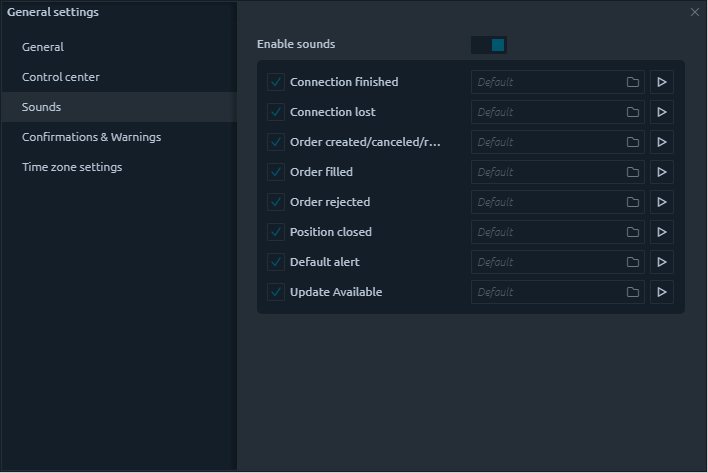 General settings
General
Control center
Sounds
Confirmations & Warnings
Time zone settings
Enable sounds
Connection finished Default
Connection lost Default
Order created/canceled/r... Default
Order filled Default
Order rejected Default
Position closed Default
Default alert Default
Update Available Default